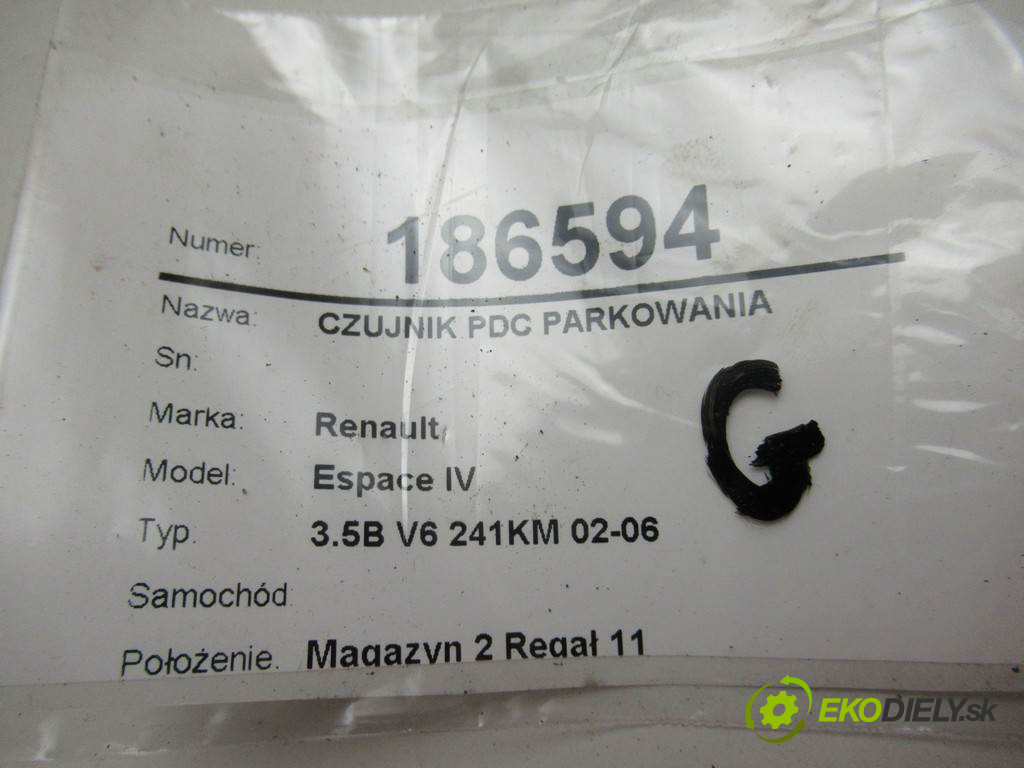 Numer: 186594
Nazwa: CZUJNIK PDC PARKOWANIA
Sn:
Marka: Renault
Model: Espace IV
Typ. 3.5B V6 241KM 02-06
G
Samochód
Położenie. Magazyn 2 Regał 11
EKODIELY.sk